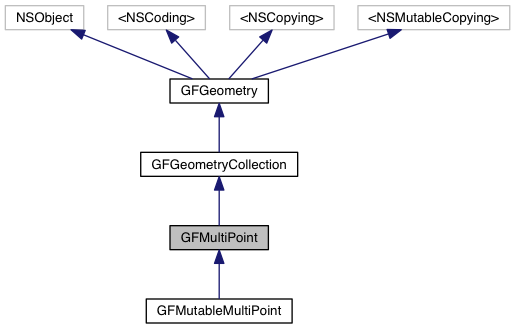 NSObject
<NSCoding>
<NSCopying>
<NSMutableCopying>
GFGeometry
GFGeometryCollection
GFMultiPoint
GFMutableMultiPoint